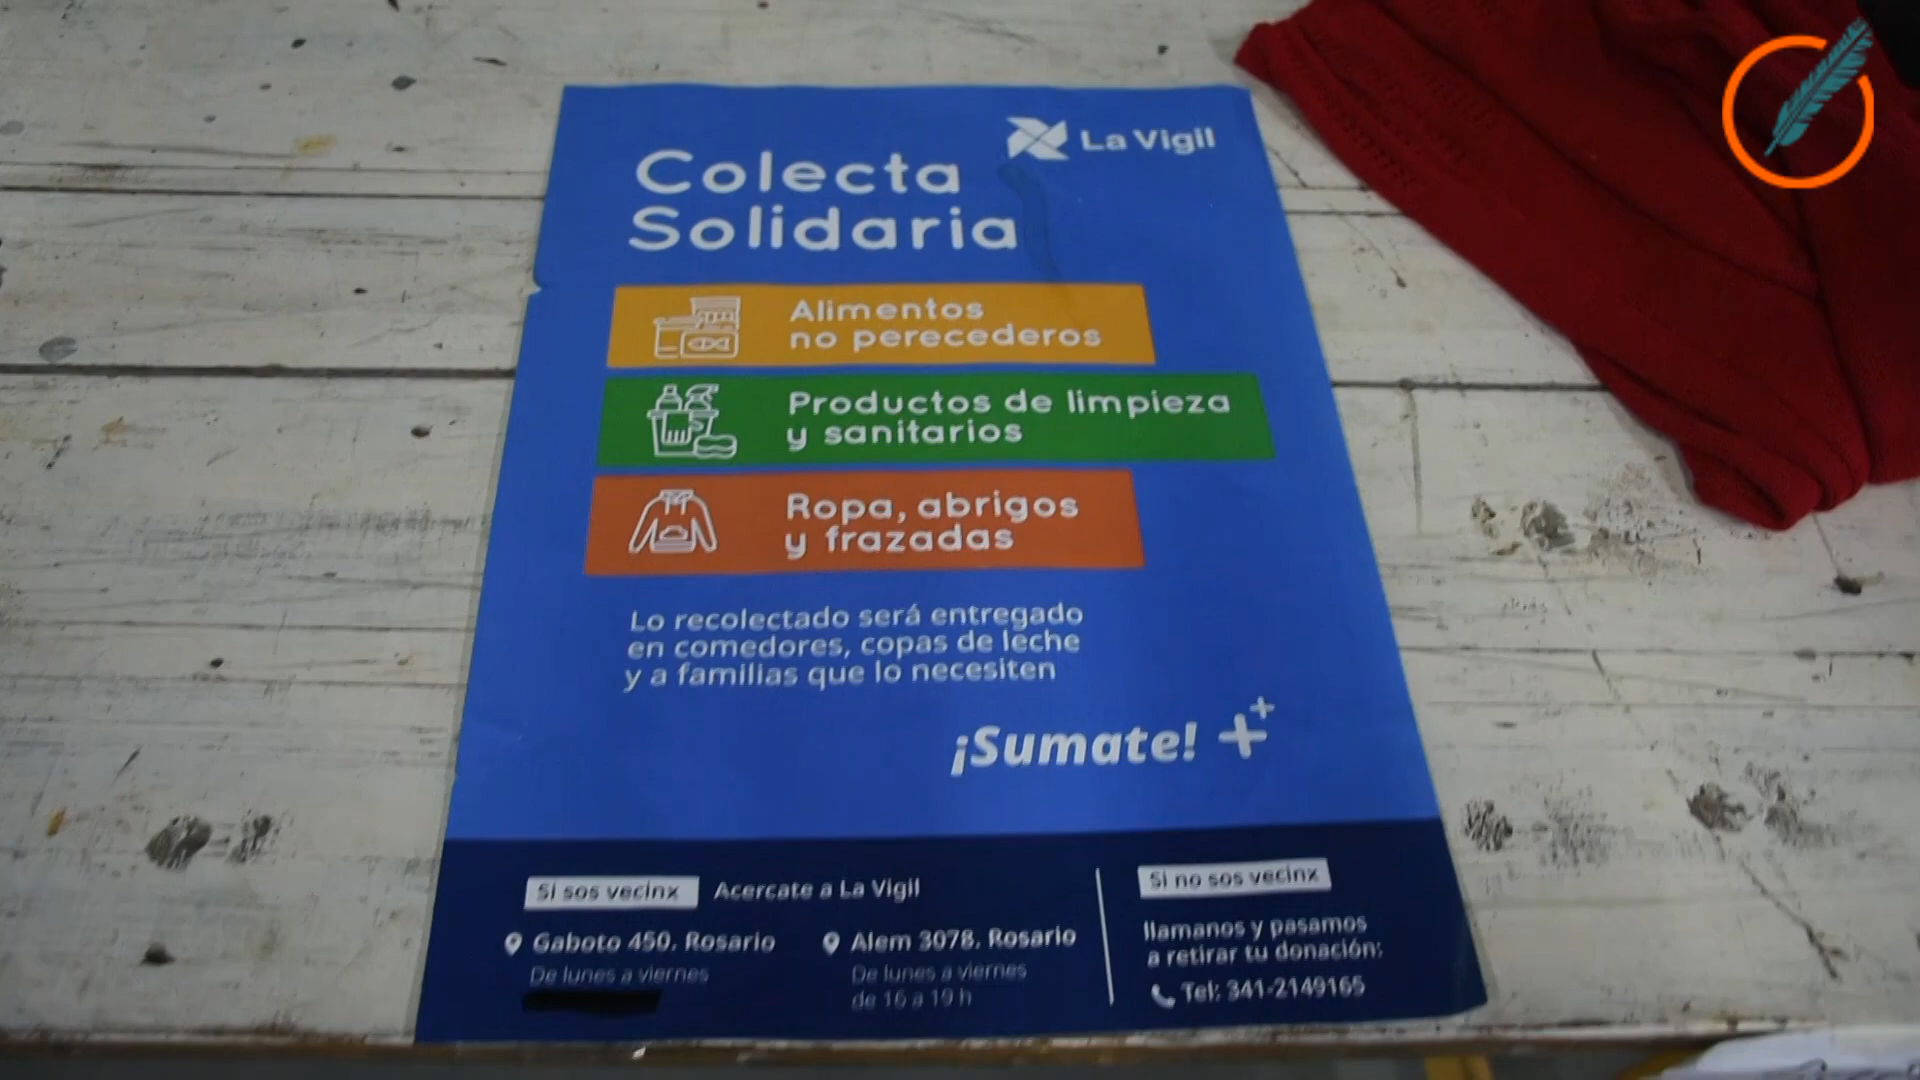 La Vigil
Colecta
Solidaria
Alimentos
no perecederos
Productos de limpieza
y sanitarios
Ropa, abrigos
y frazadas
Lo recolectado será entregado
en comedores, copas de leche
y a familias que lo necesiten
¡Sumate!
Si sos vecinx Acercate a La Vigil
Gaboto 450, Rosario
De lunes a viernes
Alem 3078, Rosario
De lunes a viernes
de 16 a 19 h
Si no sos vecinx
llamanos y pasamos
a retirar tu donación:
Tel: 341-2149165